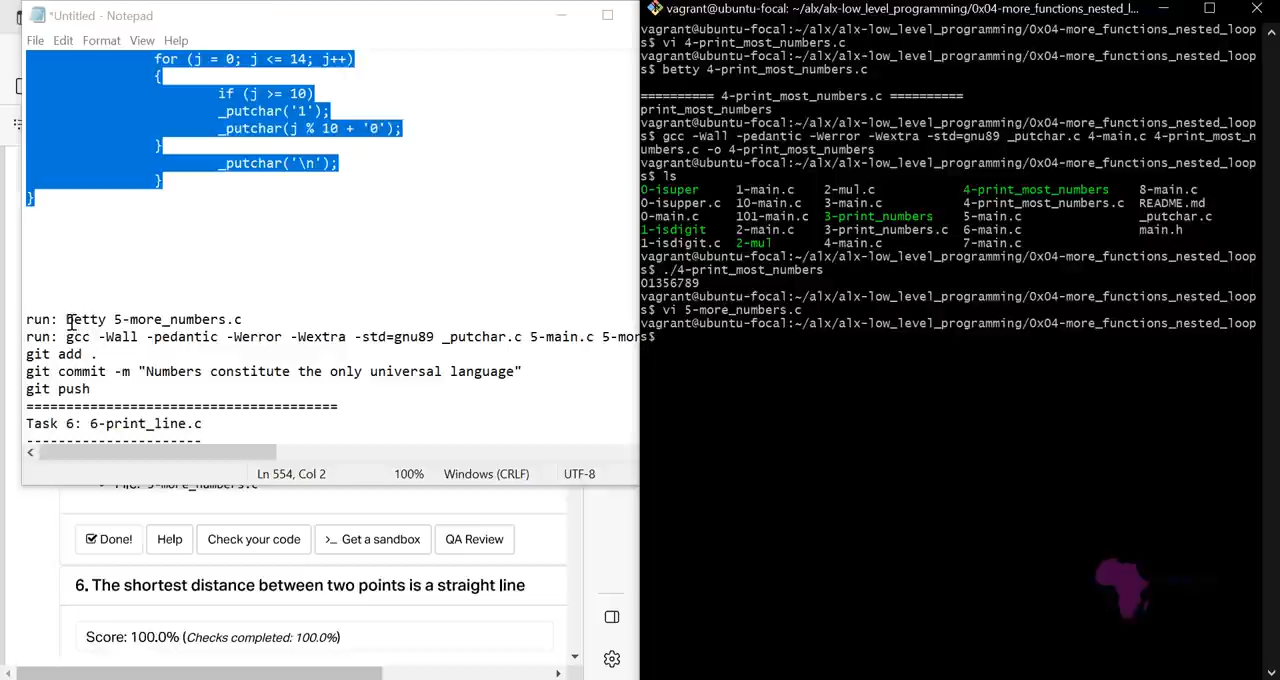 *Untitled - Notepad
File Edit Format View Help
for (j = 0; j <= 14; j++)
{
if (j >= 10)
_putchar('1');
_putchar(j % 10 + '0');
}
_putchar('\n');
}
}
run: betty 5-more_numbers.c
run: gcc -Wall -pedantic -Werror -Wextra -std=gnu89 _putchar.c 5-main.c 5-mor
git add .
git commit -m "Numbers constitute the only universal language"
git push
=======================================
Task 6: 6-print_line.c
----------------------
Ln 554, Col 2 100% Windows (CRLF) UTF-8
5-more_numbers.c
Done! Help Check your code >_ Get a sandbox QA Review
6. The shortest distance between two points is a straight line
Score: 100.0% (Checks completed: 100.0%)
vagrant@ubuntu-focal: ~/alx/alx-low_level_programming/0x04-more_functions_nested_l...
vagrant@ubuntu-focal:~/alx/alx-low_level_programming/0x04-more_functions_nested_loop
s$ vi 4-print_most_numbers.c
vagrant@ubuntu-focal:~/alx/alx-low_level_programming/0x04-more_functions_nested_loop
s$ betty 4-print_most_numbers.c
========== 4-print_most_numbers.c ==========
print_most_numbers
vagrant@ubuntu-focal:~/alx/alx-low_level_programming/0x04-more_functions_nested_loop
s$ gcc -Wall -pedantic -Werror -Wextra -std=gnu89 _putchar.c 4-main.c 4-print_most_n
umbers.c -o 4-print_most_numbers
vagrant@ubuntu-focal:~/alx/alx-low_level_programming/0x04-more_functions_nested_loop
s$ ls
0-isuper 1-main.c 2-mul.c 4-print_most_numbers 8-main.c
0-isupper.c 10-main.c 3-main.c 4-print_most_numbers.c README.md
0-main.c 101-main.c 3-print_numbers 5-main.c _putchar.c
1-isdigit 2-main.c 3-print_numbers.c 6-main.c main.h
1-isdigit.c 2-mul 4-main.c 7-main.c
vagrant@ubuntu-focal:~/alx/alx-low_level_programming/0x04-more_functions_nested_loop
s$ ./4-print_most_numbers
01356789
vagrant@ubuntu-focal:~/alx/alx-low_level_programming/0x04-more_functions_nested_loop
s$ vi 5-more_numbers.c
vagrant@ubuntu-focal:~/alx/alx-low_level_programming/0x04-more_functions_nested_loop
s$